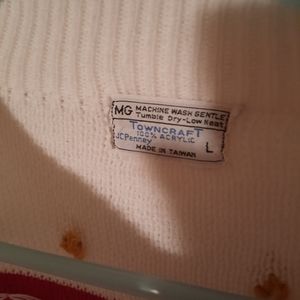 MG MACHINE WASH GENTLE
Tumble Dry-Low Heat
TOWNCRAFT
100% ACRYLIC
JCPenney L
MADE IN TAIWAN